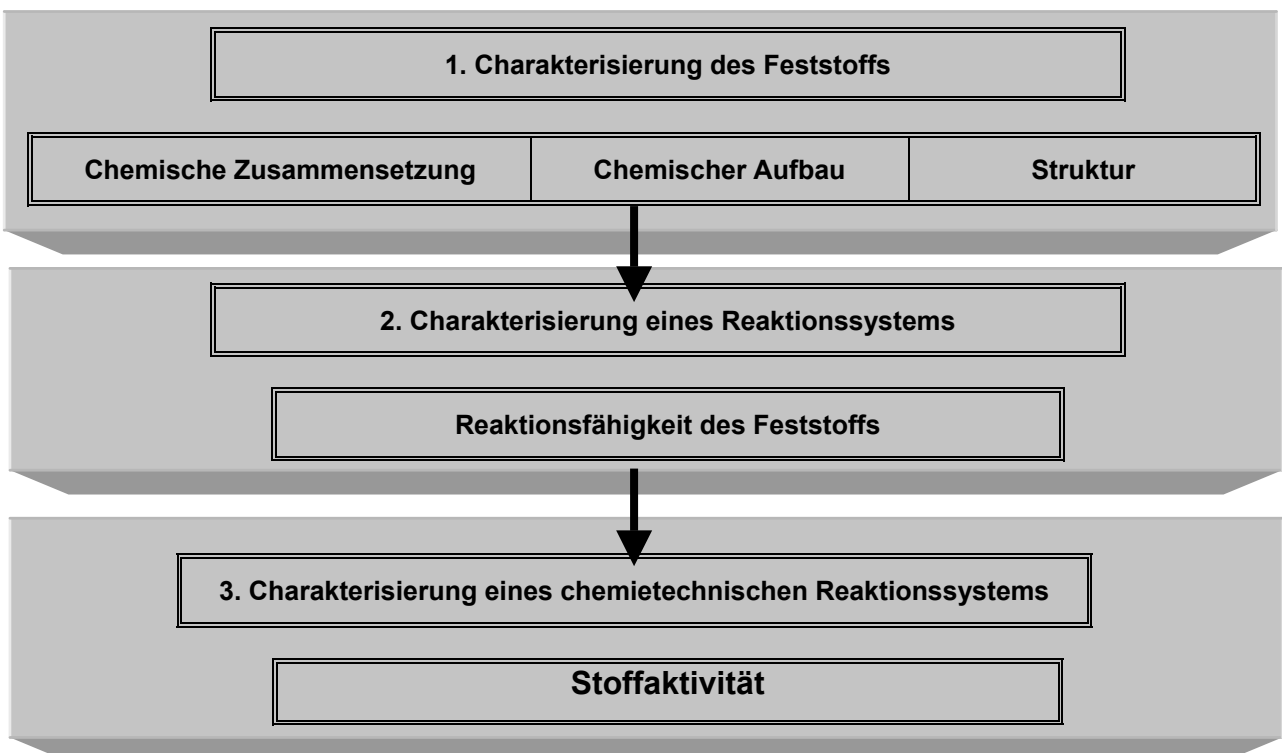 1. Charakterisierung des Feststoffs
Chemische Zusammensetzung Chemischer Aufbau Struktur
2. Charakterisierung eines Reaktionssystems
Reaktionsfähigkeit des Feststoffs
3. Charakterisierung eines chemietechnischen Reaktionssystems
Stoffaktivität